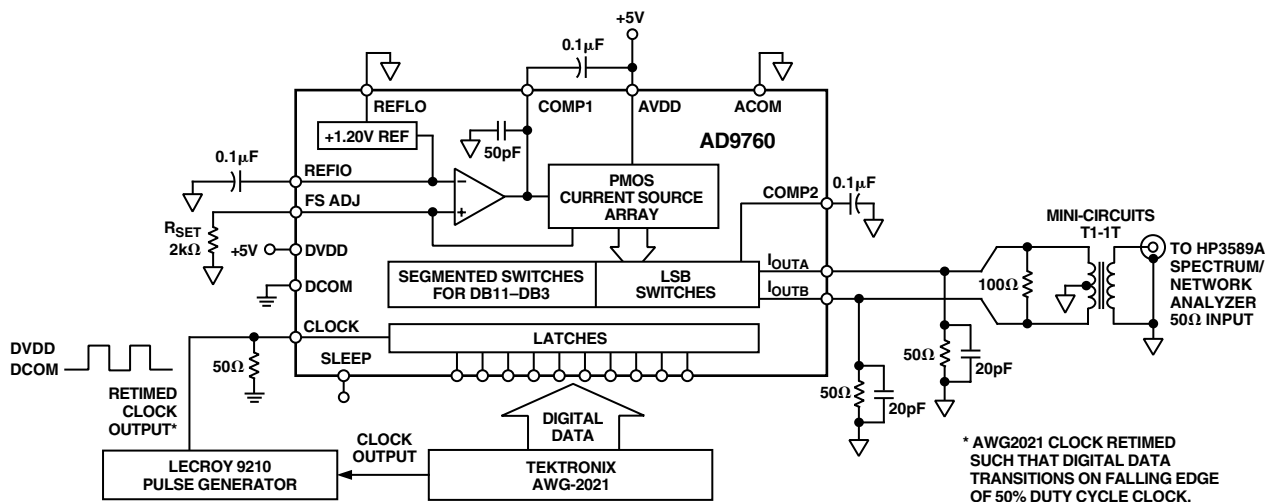 +5V
0.1µF
REFLO
COMP1
AVDD
ACOM
+1.20V REF
50pF
AD9760
0.1µF
REFIO
PMOS
CURRENT SOURCE
ARRAY
COMP2
0.1µF
FS ADJ
RSET
2kΩ
+5V
DVDD
DCOM
SEGMENTED SWITCHES
FOR DB11–DB3
LSB
SWITCHES
IOUTA
IOUTB
MINI-CIRCUITS
T1-1T
100Ω
TO HP3589A
SPECTRUM/
NETWORK
ANALYZER
50Ω INPUT
CLOCK
LATCHES
DVDD
DCOM
50Ω
SLEEP
50Ω
20pF
50Ω
20pF
RETIMED
CLOCK
OUTPUT*
DIGITAL
DATA
CLOCK
OUTPUT
LECROY 9210
PULSE GENERATOR
TEKTRONIX
AWG-2021
* AWG2021 CLOCK RETIMED
SUCH THAT DIGITAL DATA
TRANSITIONS ON FALLING EDGE
OF 50% DUTY CYCLE CLOCK.